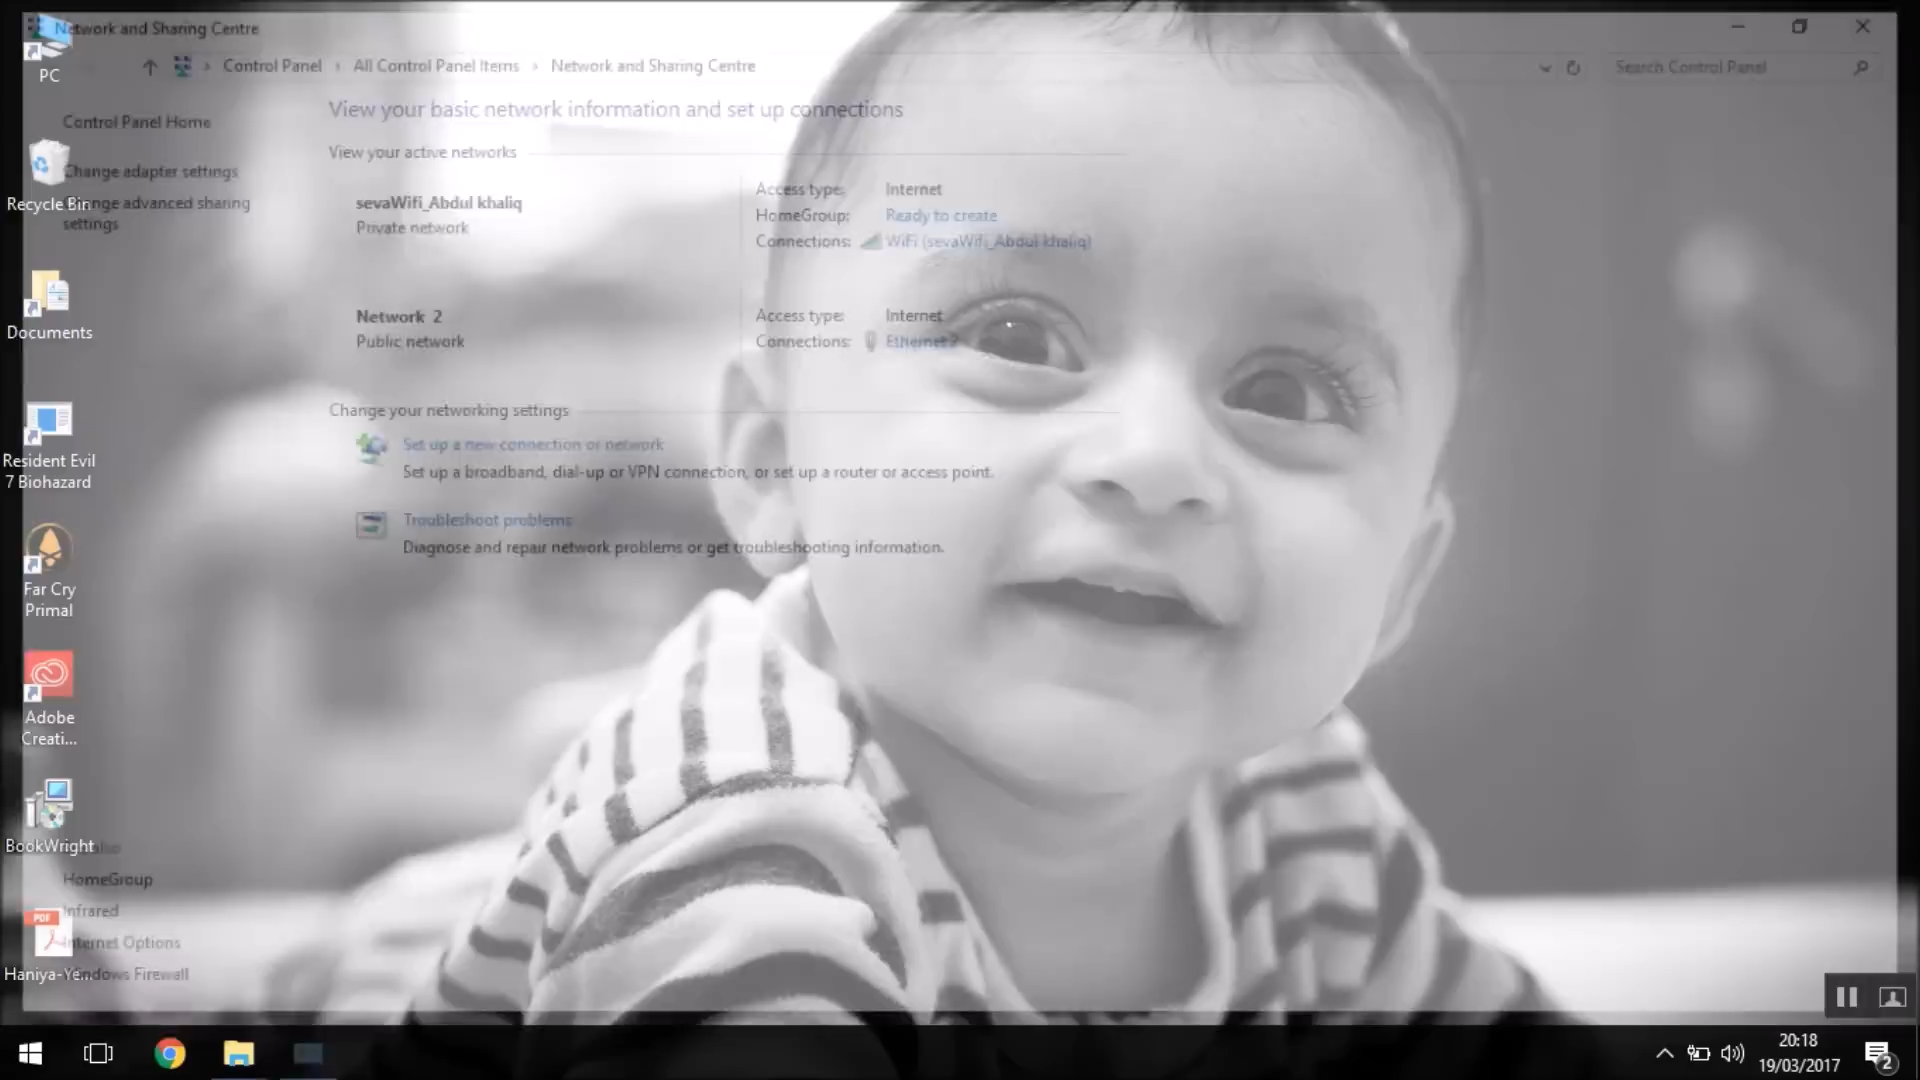 Network and Sharing Centre
Control Panel
All Control Panel Items
Network and Sharing Centre
Search Control Panel
PC
Control Panel Home
Change adapter settings
Change advanced sharing
settings
Recycle Bin
Documents
Resident Evil
7 Biohazard
Far Cry
Primal
Adobe
Creati...
BookWright
HomeGroup
Infrared
Internet Options
Haniya-Ye...
Windows Firewall
View your basic network information and set up connections
View your active networks
sevaWifi_Abdul khaliq
Private network
Access type: Internet
HomeGroup: Ready to create
Connections: WiFi (sevaWifi_Abdul khaliq)
Network 2
Public network
Access type: Internet
Connections: Ethernet 2
Change your networking settings
Set up a new connection or network
Set up a broadband, dial-up or VPN connection, or set up a router or access point.
Troubleshoot problems
Diagnose and repair network problems or get troubleshooting information.
PDF
20:18
19/03/2017
2